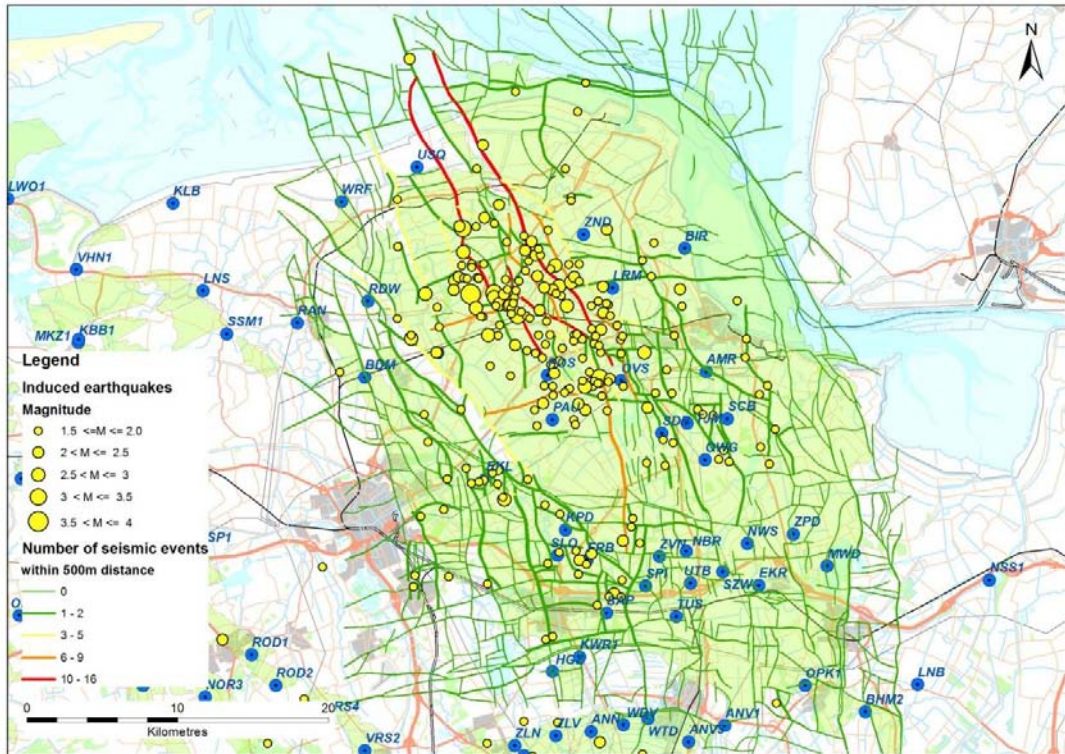 N
USQ
LWO1
KLB
WRF
ZND
BIR
VHN1
LNS
RDW
LRM
RAN
MKZ1
KBB1
SSM1
BDM
AMR
OVS
PAU
SCB
OWG
KPD
NWS
ZPD
ZVN
NBR
MWD
SP1
UTB
SZW
EKR
NSS1
SPI
TUS
SAP
ROD1
KWR1
ROD2
NOR3
OPK1
LNB
BHM2
RS4
VRS2
ZLN
ZLV
ANN
WDV
WTD
ANV1
Legend
Induced earthquakes
Magnitude
1.5 <=M <= 2.0
2 < M <= 2.5
2.5 < M <= 3
3 < M <= 3.5
3.5 < M <= 4
Number of seismic events
within 500m distance
0
1 - 2
3 - 5
6 - 9
10 - 16
0
10
20
Kilometres